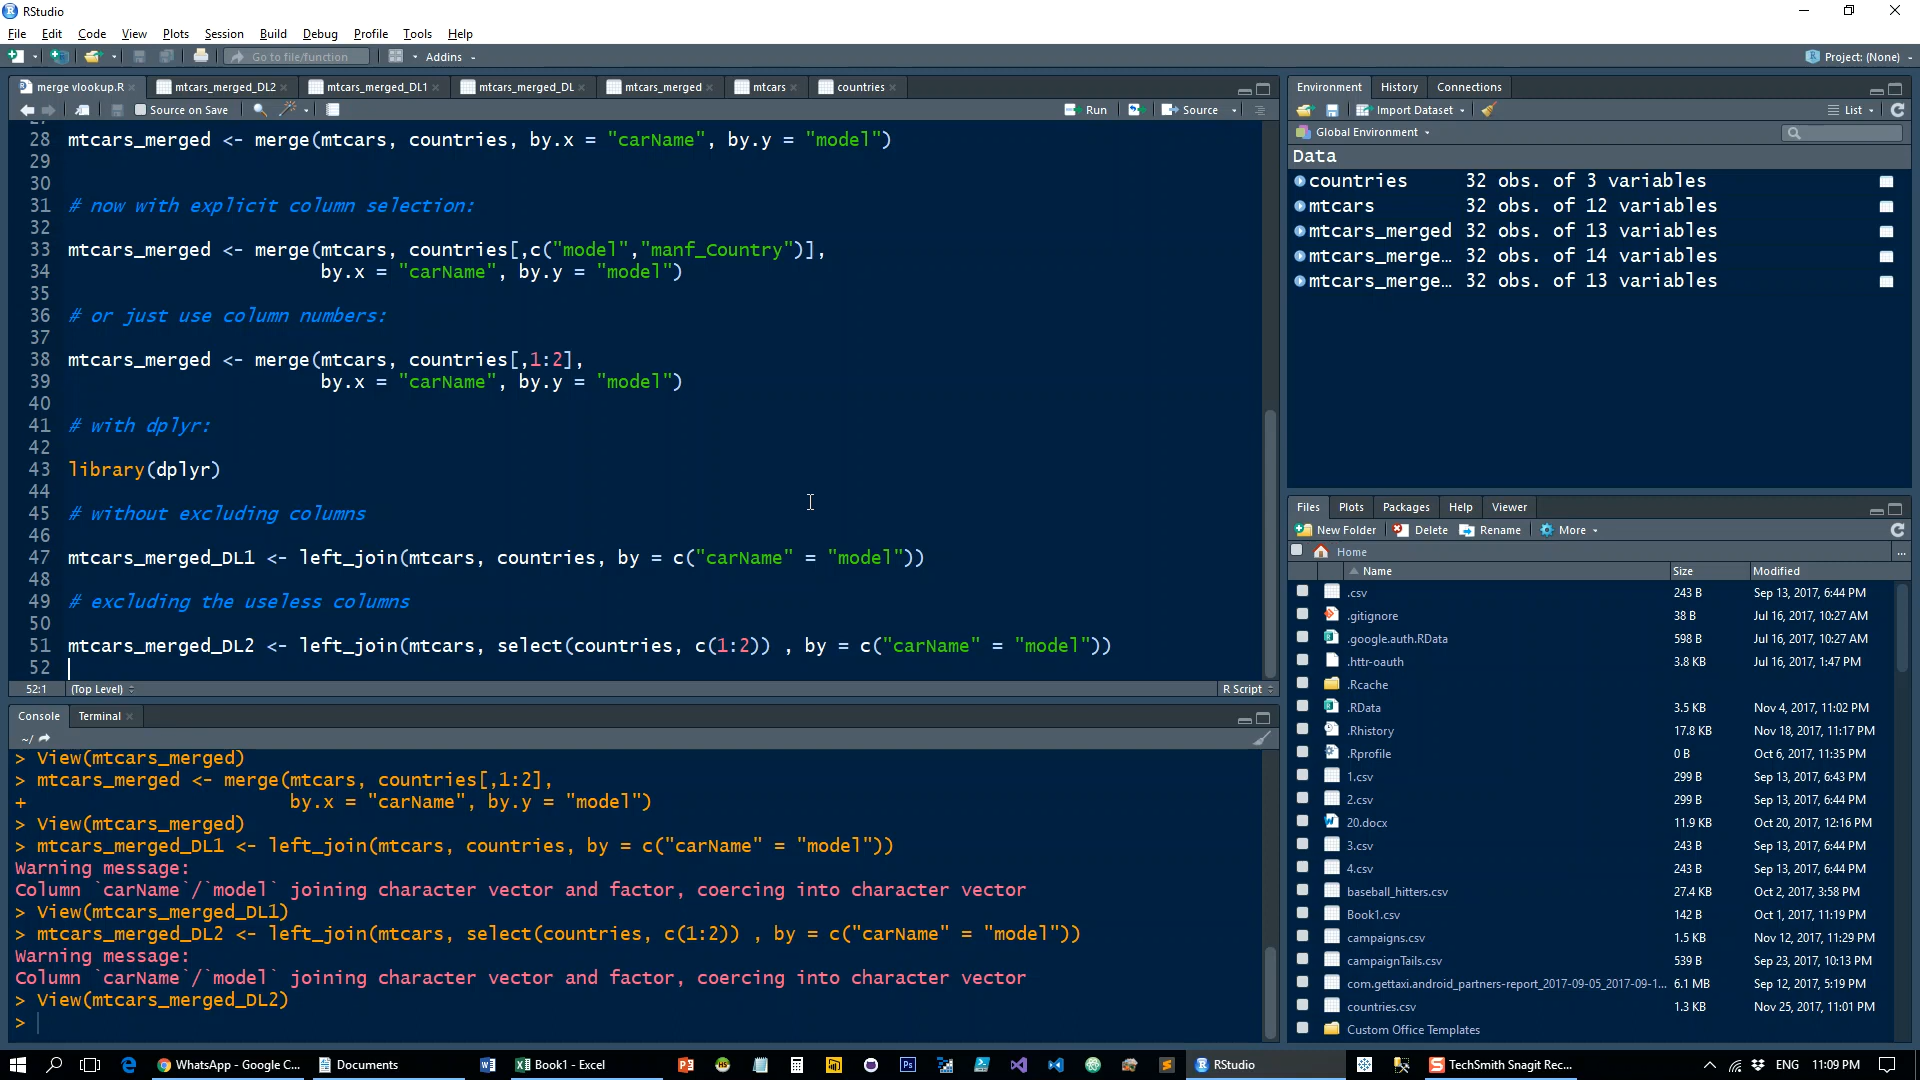 RStudio
File Edit Code View Plots Session Build Debug Profile Tools Help
Go to file/function Addins Project: (None)
merge vlookup.R mtcars_merged_DL2 mtcars_merged_DL1 mtcars_merged_DL mtcars_merged mtcars countries
Source on Save Run Source
28 mtcars_merged <- merge(mtcars, countries, by.x = "carName", by.y = "model")
29
30
31 # now with explicit column selection:
32
33 mtcars_merged <- merge(mtcars, countries[,c("model","manf_Country")],
34 by.x = "carName", by.y = "model")
35
36 # or just use column numbers:
37
38 mtcars_merged <- merge(mtcars, countries[,1:2],
39 by.x = "carName", by.y = "model")
40
41 # with dplyr:
42
43 library(dplyr)
44
45 # without excluding columns
46
47 mtcars_merged_DL1 <- left_join(mtcars, countries, by = c("carName" = "model"))
48
49 # excluding the useless columns
50
51 mtcars_merged_DL2 <- left_join(mtcars, select(countries, c(1:2)) , by = c("carName" = "model"))
52
52:1 (Top Level) R Script
Console Terminal
~/
> View(mtcars_merged)
> mtcars_merged <- merge(mtcars, countries[,1:2],
+ by.x = "carName", by.y = "model")
> View(mtcars_merged)
> mtcars_merged_DL1 <- left_join(mtcars, countries, by = c("carName" = "model"))
Warning message:
Column `carName`/`model` joining character vector and factor, coercing into character vector
> View(mtcars_merged_DL1)
> mtcars_merged_DL2 <- left_join(mtcars, select(countries, c(1:2)) , by = c("carName" = "model"))
Warning message:
Column `carName`/`model` joining character vector and factor, coercing into character vector
> View(mtcars_merged_DL2)
>
Environment History Connections
Import Dataset List
Global Environment
Data
countries 32 obs. of 3 variables
mtcars 32 obs. of 12 variables
mtcars_merged 32 obs. of 13 variables
mtcars_merge… 32 obs. of 14 variables
mtcars_merge… 32 obs. of 13 variables
Files Plots Packages Help Viewer
New Folder Delete Rename More
Home ...
Name Size Modified
.csv 243 B Sep 13, 2017, 6:44 PM
.gitignore 38 B Jul 16, 2017, 10:27 AM
.google.auth.RData 598 B Jul 16, 2017, 10:27 AM
.httr-oauth 3.8 KB Jul 16, 2017, 1:47 PM
.Rcache
.RData 3.5 KB Nov 4, 2017, 11:02 PM
.Rhistory 17.8 KB Nov 18, 2017, 11:17 PM
.Rprofile 0 B Oct 6, 2017, 11:35 PM
1.csv 299 B Sep 13, 2017, 6:43 PM
2.csv 299 B Sep 13, 2017, 6:44 PM
20.docx 11.9 KB Oct 20, 2017, 12:16 PM
3.csv 243 B Sep 13, 2017, 6:44 PM
4.csv 243 B Sep 13, 2017, 6:44 PM
baseball_hitters.csv 27.4 KB Oct 2, 2017, 3:58 PM
Book1.csv 142 B Oct 1, 2017, 11:19 PM
campaigns.csv 1.5 KB Nov 12, 2017, 11:29 PM
campaignTails.csv 539 B Sep 23, 2017, 10:13 PM
com.gettaxi.android_partners-report_2017-09-05_2017-09-1... 6.1 MB Sep 12, 2017, 5:19 PM
countries.csv 1.3 KB Nov 25, 2017, 11:01 PM
Custom Office Templates
WhatsApp - Google C... Documents Book1 - Excel RStudio TechSmith Snagit Rec... ENG 11:09 PM